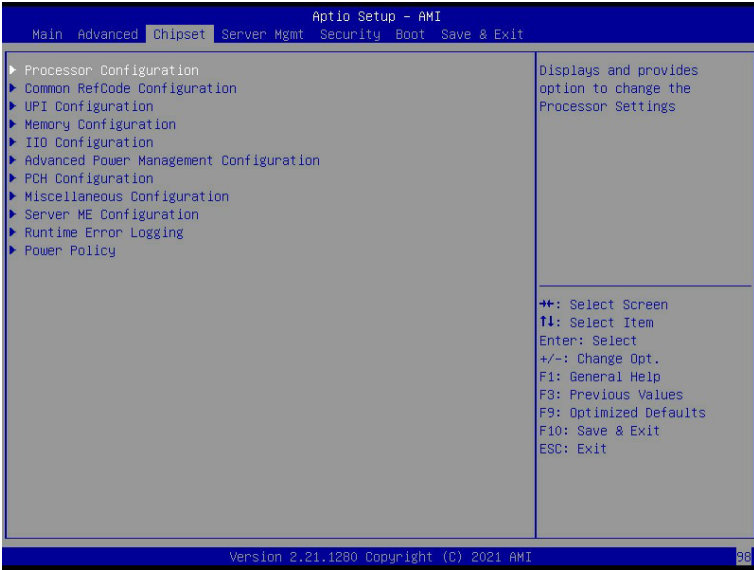 Aptio Setup - AMI
Main Advanced Chipset Server Mgmt Security Boot Save & Exit
Processor Configuration
Common RefCode Configuration
UPI Configuration
Memory Configuration
IIO Configuration
Advanced Power Management Configuration
PCH Configuration
Miscellaneous Configuration
Server ME Configuration
Runtime Error Logging
Power Policy
Displays and provides
option to change the
Processor Settings
→←: Select Screen
↑↓: Select Item
Enter: Select
+/-: Change Opt.
F1: General Help
F3: Previous Values
F9: Optimized Defaults
F10: Save & Exit
ESC: Exit
Version 2.21.1280 Copyright (C) 2021 AMI
98